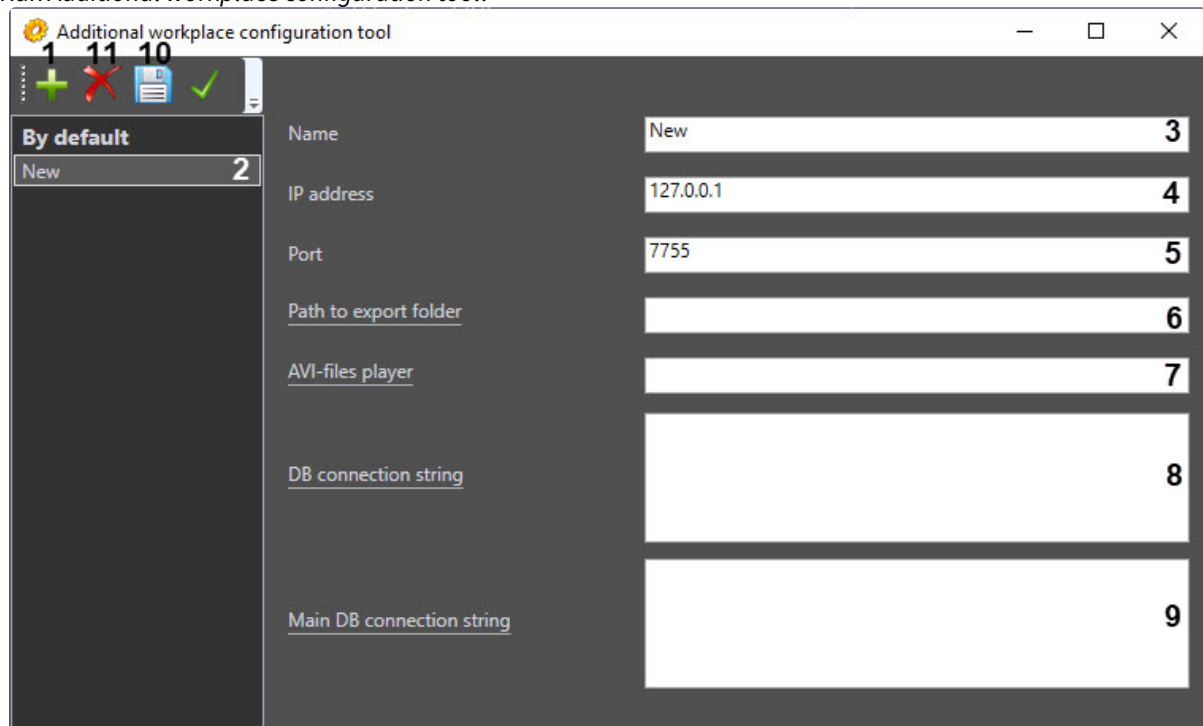 Additional workplace configuration tool
1 11 10
By default
New 2
Name New 3
IP address 127.0.0.1 4
Port 7755 5
Path to export folder 6
AVI-files player 7
DB connection string 8
Main DB connection string 9